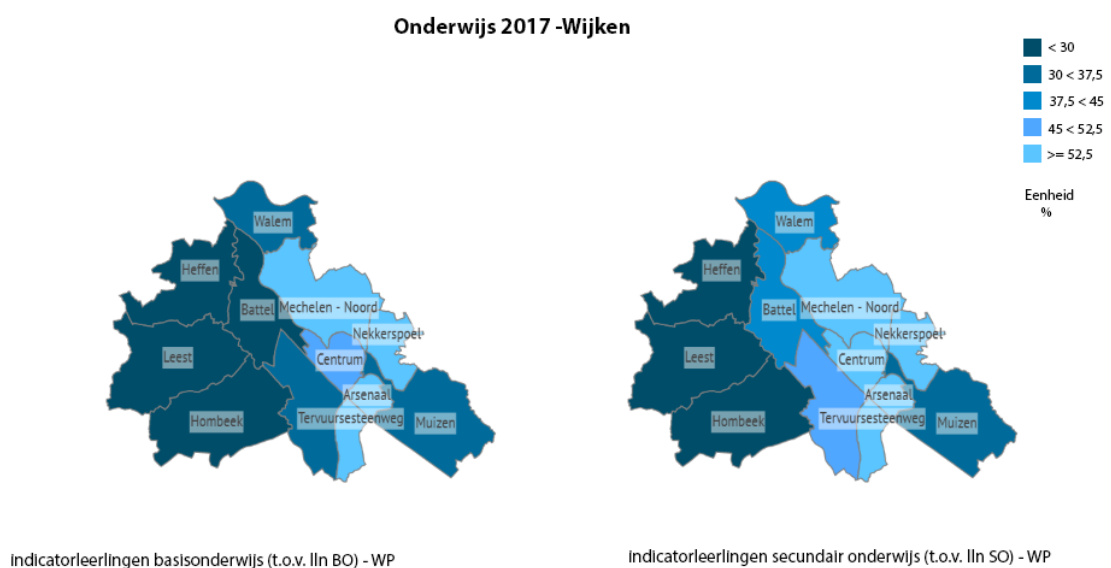 Onderwijs 2017 -Wijken
< 30
30 < 37,5
37,5 < 45
45 < 52,5
>= 52,5
Eenheid
%
Walem
Heffen
Battel
Mechelen - Noord
Nekkerspoel
Leest
Centrum
Arsenaal
Hombeek
Tervuursesteenweg
Muizen
indicatorleerlingen basisonderwijs (t.o.v. lln BO) - WP
Walem
Heffen
Battel
Mechelen - Noord
Nekkerspoel
Leest
Centrum
Arsenaal
Hombeek
Tervuursesteenweg
Muizen
indicatorleerlingen secundair onderwijs (t.o.v. lln SO) - WP